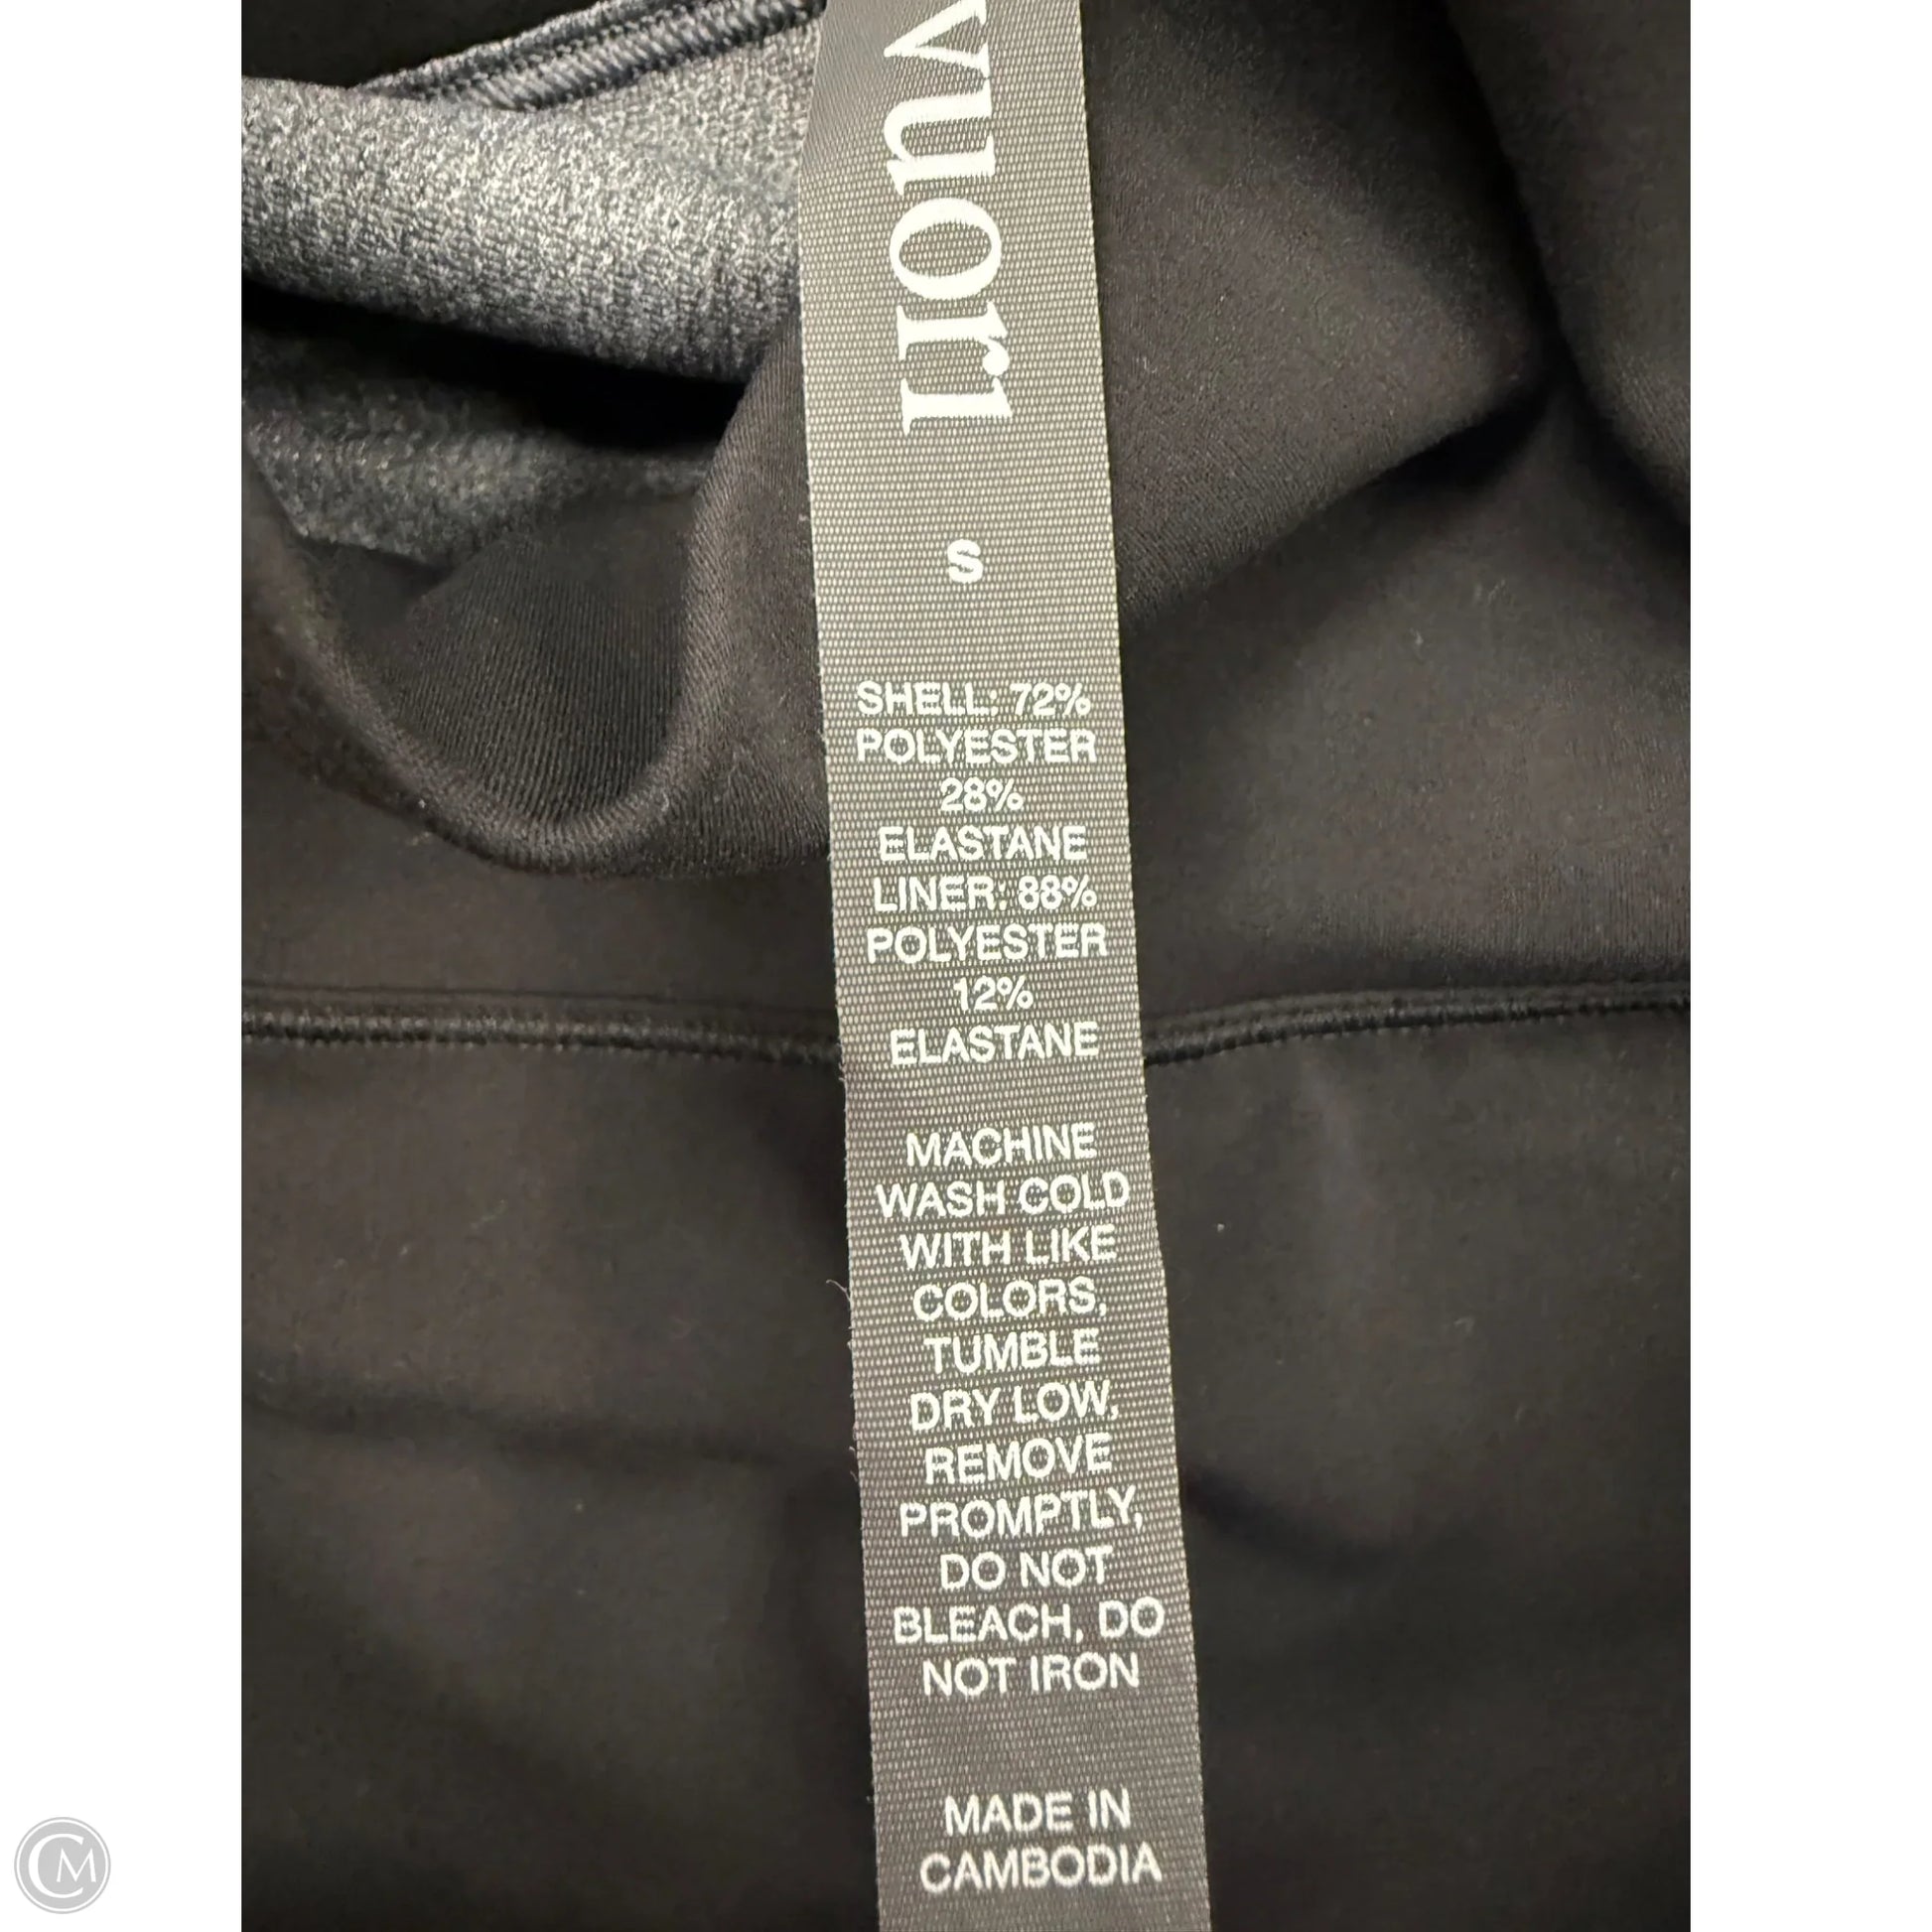 vuori
S
SHELL: 72%
POLYESTER
28%
ELASTANE
LINER: 88%
POLYESTER
12%
ELASTANE
MACHINE
WASH COLD
WITH LIKE
COLORS,
TUMBLE
DRY LOW,
REMOVE
PROMPTLY,
DO NOT
BLEACH, DO
NOT IRON
MADE IN
CAMBODIA
CM